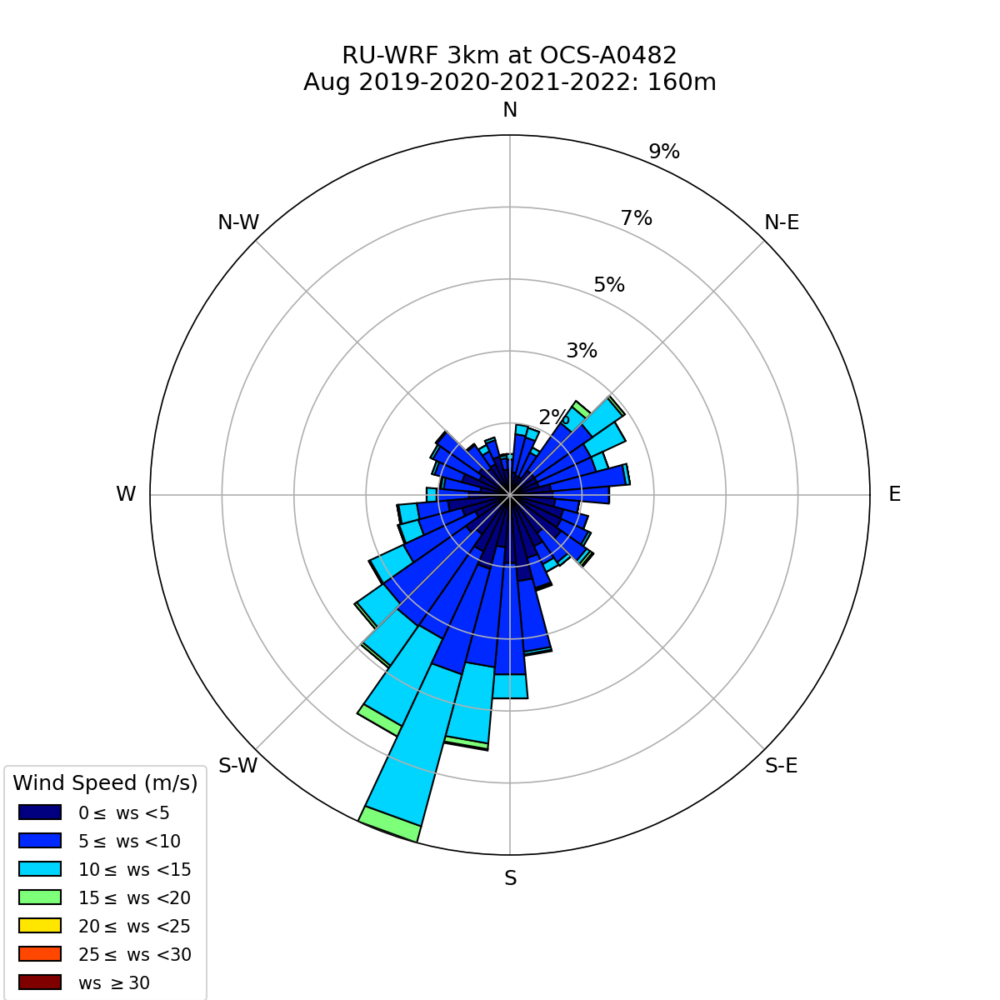 RU-WRF 3km at OCS-A0482
Aug 2019-2020-2021-2022: 160m
N
9%
N-W
7%
N-E
5%
3%
2%
W
E
S-W
S-E
Wind Speed (m/s)
0≤ ws <5
5≤ ws <10
10≤ ws <15
S
15≤ ws <20
20≤ ws <25
25≤ ws <30
ws ≥30